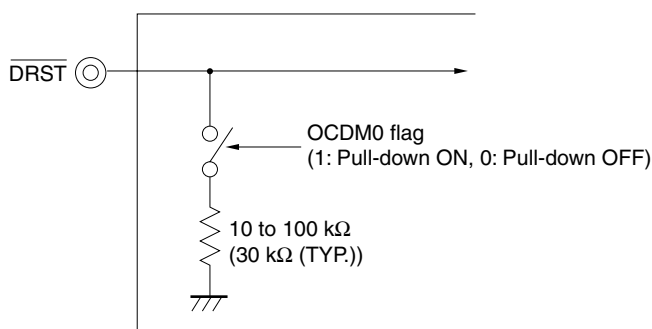 DRST
OCDM0 flag
(1: Pull-down ON, 0: Pull-down OFF)
10 to 100 kΩ
(30 kΩ (TYP.))